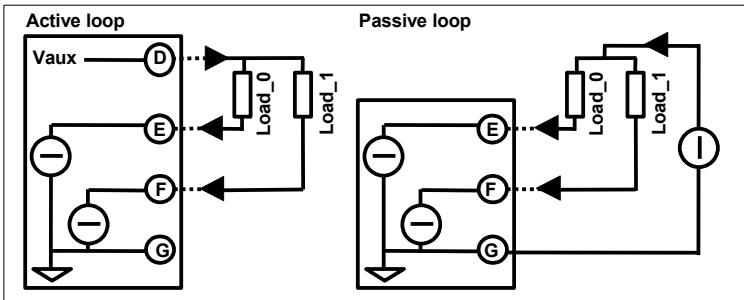 Active loop
Passive loop
Vaux
D
Load_0
Load_1
E
F
G
Load_0
Load_1
E
F
G